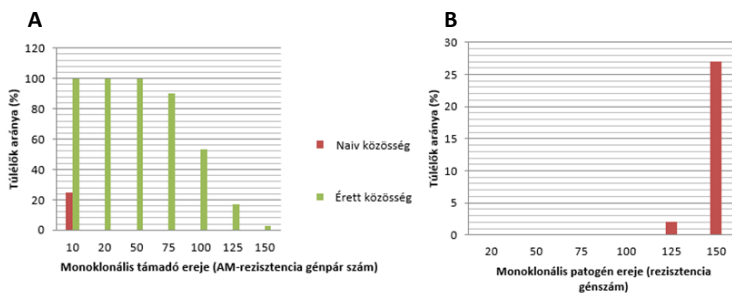 A
120
100
80
60
40
20
0
Túlélők aránya (%)
10 20 50 75 100 125 150
Monoklonális támadó ereje (AM-rezisztencia génpár szám)
Naiv közösség
Érett közösség
B
30
25
20
15
10
5
0
Túlélők aránya (%)
20 50 75 100 125 150
Monoklonális patogén ereje (rezisztencia
génszám)